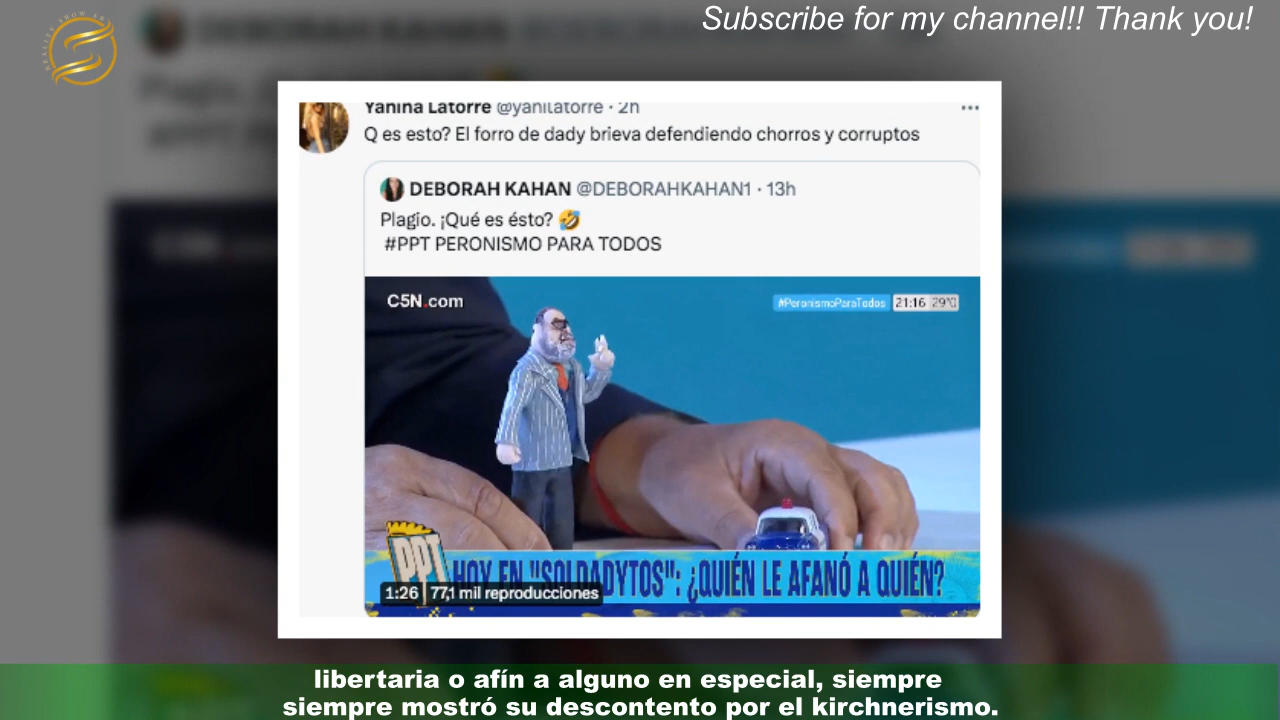 Subscribe for my channel!! Thank you!
Yanina Latorre @yanilatorre · 2h
Q es esto? El forro de dady brieva defendiendo chorros y corruptos
DEBORAH KAHAN @DEBORAHKAHAN1 · 13h
Plagio. ¡Qué es ésto? 🤣
#PPT PERONISMO PARA TODOS
C5N.com
#PeronismoParaTodos 21:16 29°C
PPT
HOY EN "SOLDADYTOS": ¿QUIÉN LE AFANÓ A QUIÉN?
1:26 77,1 mil reproducciones
libertaria o afín a alguno en especial, siempre
siempre mostró su descontento por el kirchnerismo.